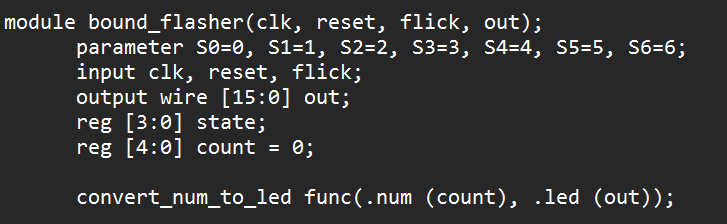 module bound_flasher(clk, reset, flick, out);
parameter S0=0, S1=1, S2=2, S3=3, S4=4, S5=5, S6=6;
input clk, reset, flick;
output wire [15:0] out;
reg [3:0] state;
reg [4:0] count = 0;
convert_num_to_led func(.num (count), .led (out));